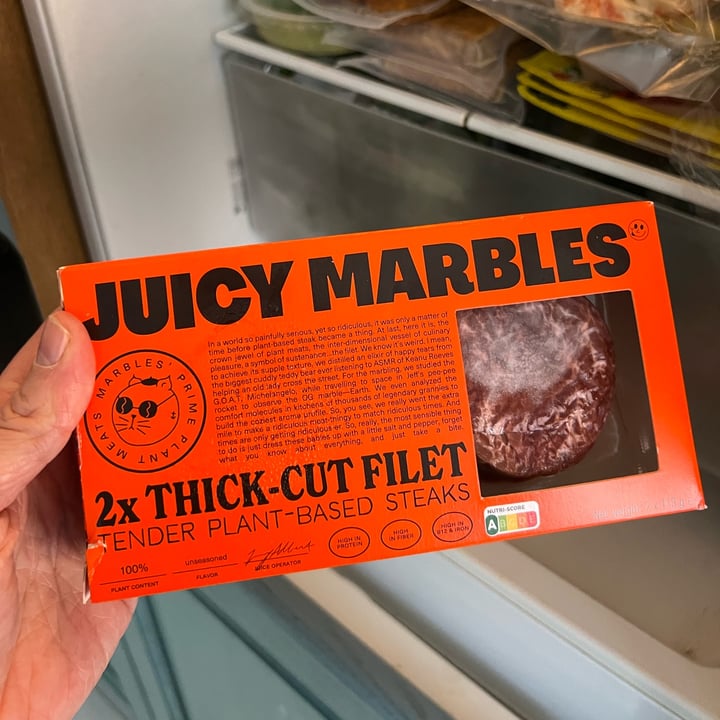 JUICY MARBLES
In a world so painfully serious, yet so ridiculous, it was only a matter of
time before plant-based steak became a thing. At last, here it is; the
crown jewel of plant meats, the inter-dimensional vessel of culinary
pleasure, a symbol of sustenance...the filet. We know it's weird. I mean,
to achieve its supple texture, we distilled an elixir of happy tears from
the biggest cuddly teddy bear ever listening to ASMR of Keanu Reeves
helping an old lady cross the street. For the marbling, we studied the
G.O.A.T., Michelangelo, while travelling to space in Jeff's pen-pal
rocket to observe the OG marble—Earth. We even analyzed the
comfort molecules in kitchens of thousands of legendary grannies to
build the coziest aroma profile. So, you see, we really went the extra
mile to make a ridiculous meat-thingy to match ridiculous times. And
times are only getting ridiculous-er. So, really, the most sensible thing
to do is just dress these babies up with a little salt and pepper, forget
what you know about everything, and just take a bite.
MARBLES' PRIME PLANT MEATS
2x THICK-CUT FILET
TENDER PLANT-BASED STEAKS
100%
PLANT CONTENT
unseasoned
FLAVOR
JUICE OPERATOR
HIGH IN
PROTEIN
HIGH
IN FIBER
HIGH IN
B12 & IRON
NUTRI-SCORE
A B C D E